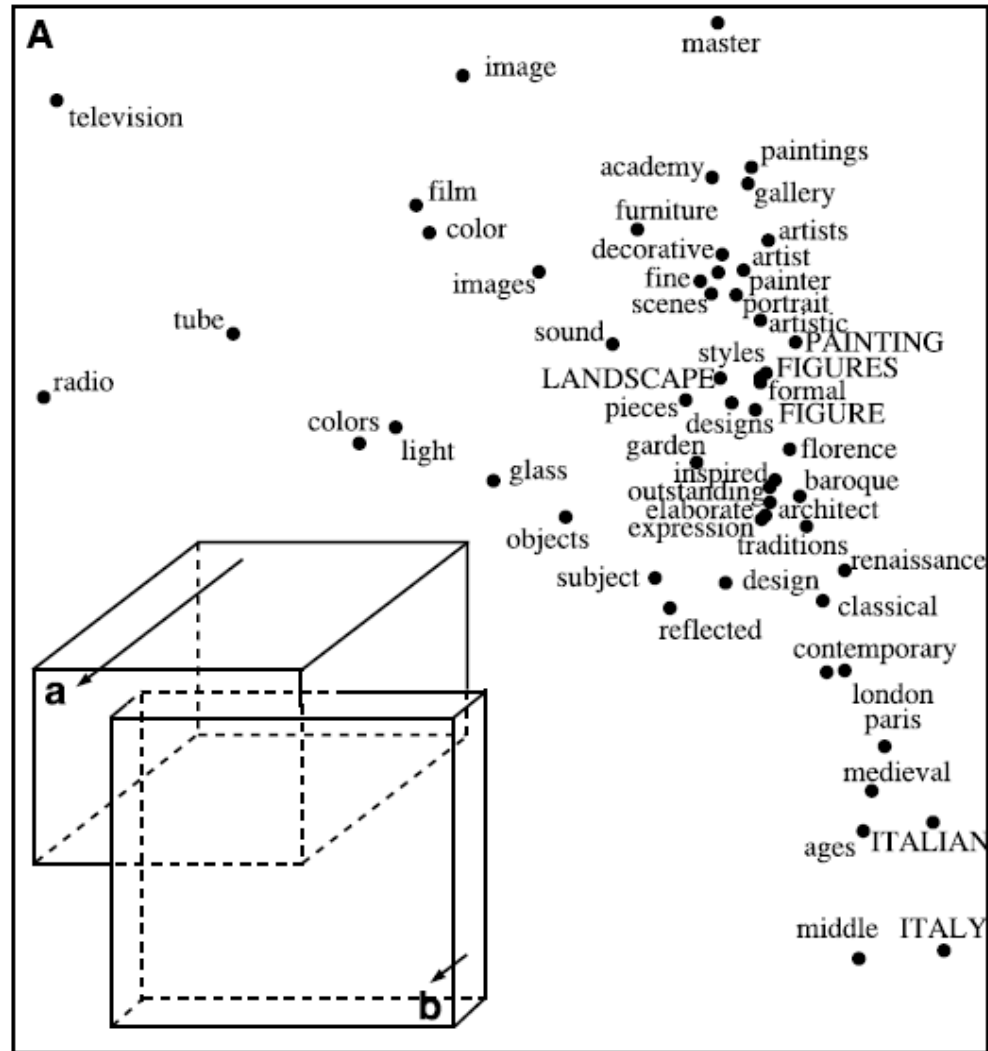 A
master
image
television
paintings
academy
gallery
film
furniture
color
artists
decorative
artist
images
fine
painter
scenes
portrait
tube
artistic
sound
PAINTING
styles
FIGURES
LANDSCAPE
radio
formal
pieces
FIGURE
designs
colors
garden
florence
light
glass
inspired
baroque
outstanding
elaborate
architect
expression
objects
traditions
renaissance
subject
design
classical
reflected
contemporary
a
london
paris
medieval
ages
ITALIAN
middle
ITALY
b